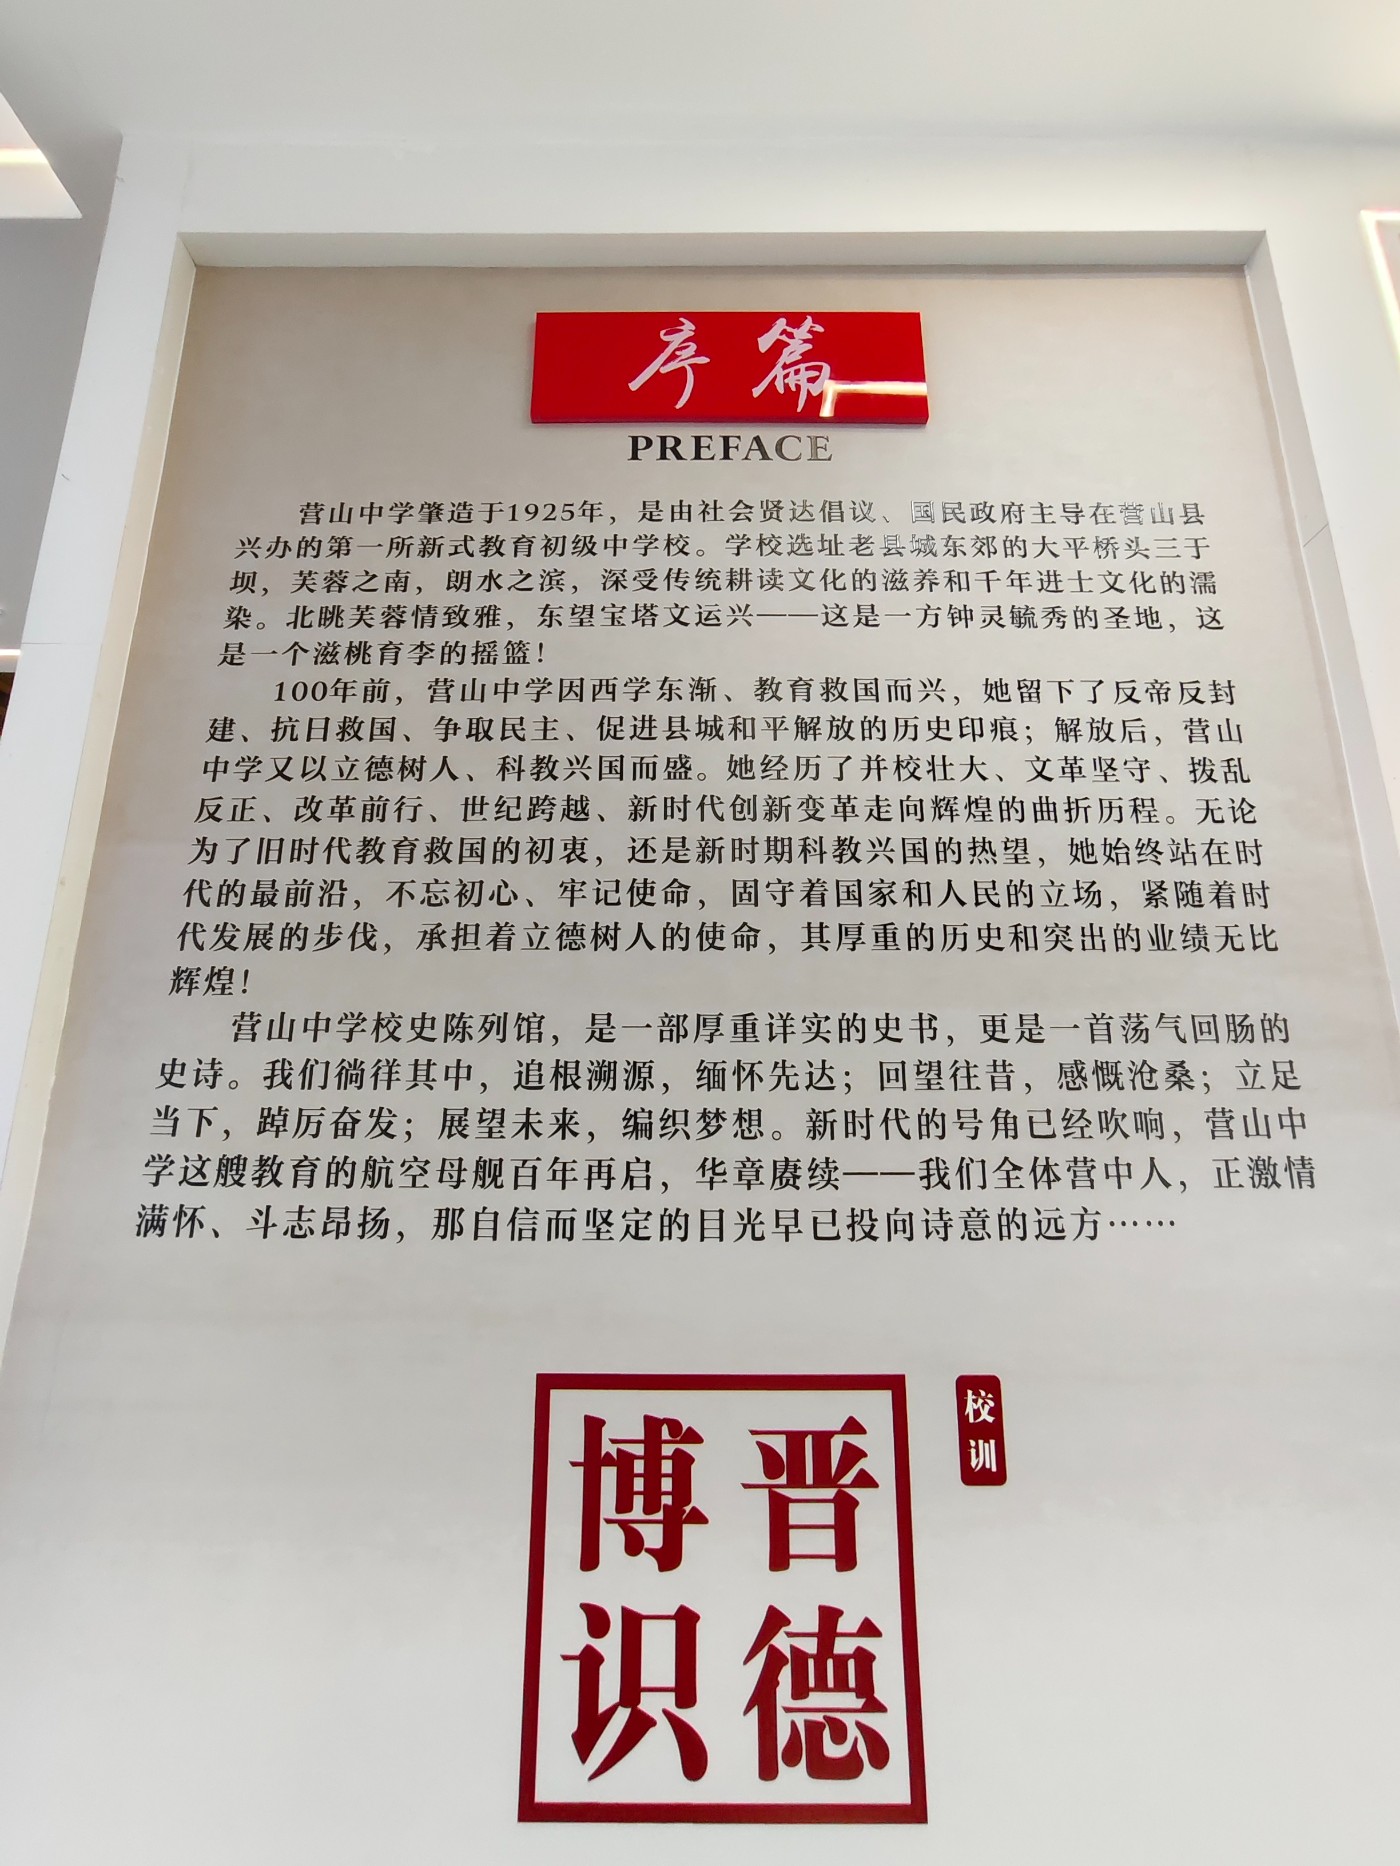 序篇
PREFACE
营山中学肇造于1925年，是由社会贤达倡议、国民政府主导在营山县
兴办的第一所新式教育初级中学校。学校选址老县城东郊的大平桥头三于
坝，芙蓉之南，朗水之滨，深受传统耕读文化的滋养和千年进士文化的濡
染。北眺芙蓉情致雅，东望宝塔文运兴——这是一方钟灵毓秀的圣地，这
是一个滋桃育李的摇篮！
100年前，营山中学因西学东渐、教育救国而兴，她留下了反帝反封
建、抗日救国、争取民主、促进县城和平解放的历史印痕；解放后，营山
中学又以立德树人、科教兴国而盛。她经历了并校壮大、文革坚守、拨乱
反正、改革前行、世纪跨越、新时代创新变革走向辉煌的曲折历程。无论
为了旧时代教育救国的初衷，还是新时期科教兴国的热望，她始终站在时
代的最前沿，不忘初心、牢记使命，固守着国家和人民的立场，紧随着时
代发展的步伐，承担着立德树人的使命，其厚重的历史和突出的业绩无比
辉煌！
营山中学校史陈列馆，是一部厚重详实的史书，更是一首荡气回肠的
史诗。我们徜徉其中，追根溯源，缅怀先达；回望往昔，感慨沧桑；立足
当下，踔厉奋发；展望未来，编织梦想。新时代的号角已经吹响，营山中
学这艘教育的航空母舰百年再启，华章赓续——我们全体营中人，正激情
满怀、斗志昂扬，那自信而坚定的目光早已投向诗意的远方……
校训
晋德
博识